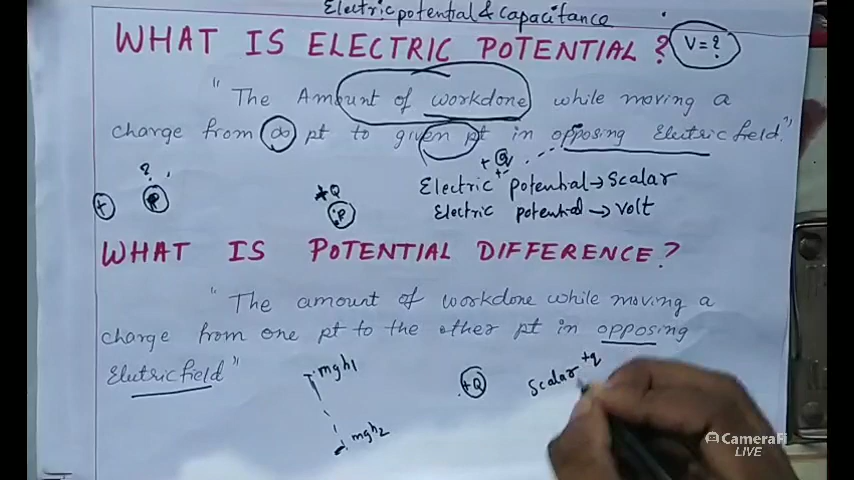 Electric potential & Capacitance
WHAT IS ELECTRIC POTENTIAL ? V = ?
"The Amount of workdone while moving a
charge from ∞ pt to given pt in opposing Elutric field."
+Q
Electric potential → Scalar
Electric potential → volt
+ ? P
+Q
P
WHAT IS POTENTIAL DIFFERENCE?
"The amount of workdone while moving a
charge from one pt to the other pt in opposing
Elutric field"
mgh1
+Q
Scalar +q
mgh2
CameraFi
LIVE